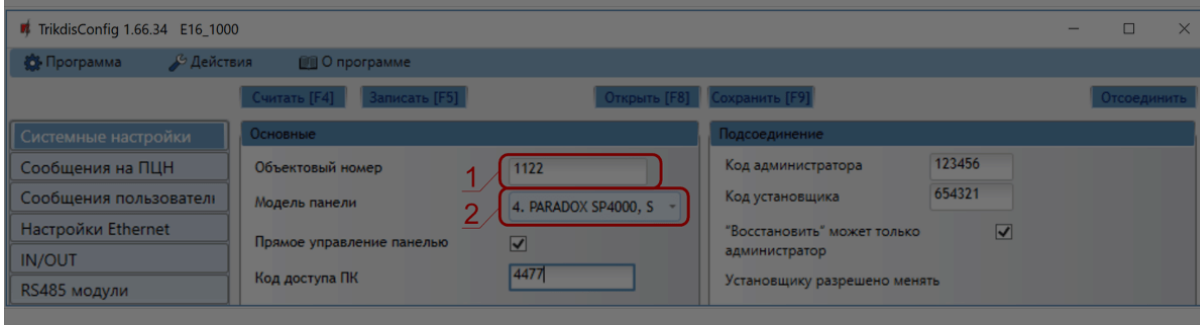 TrikdisConfig 1.66.34 E16_1000
Программа Действия О программе
Считать [F4] Записать [F5] Открыть [F8] Сохранить [F9] Отсоединить
Системные настройки
Сообщения на ПЦН
Сообщения пользователі
Настройки Ethernet
IN/OUT
RS485 модули
Основные
Объектовый номер 1 1122
Модель панели 2 4. PARADOX SP4000, S
Прямое управление панелью
Код доступа ПК 4477
Подсоединение
Код администратора 123456
Код установщика 654321
"Восстановить" может только
администратор
Установщику разрешено менять